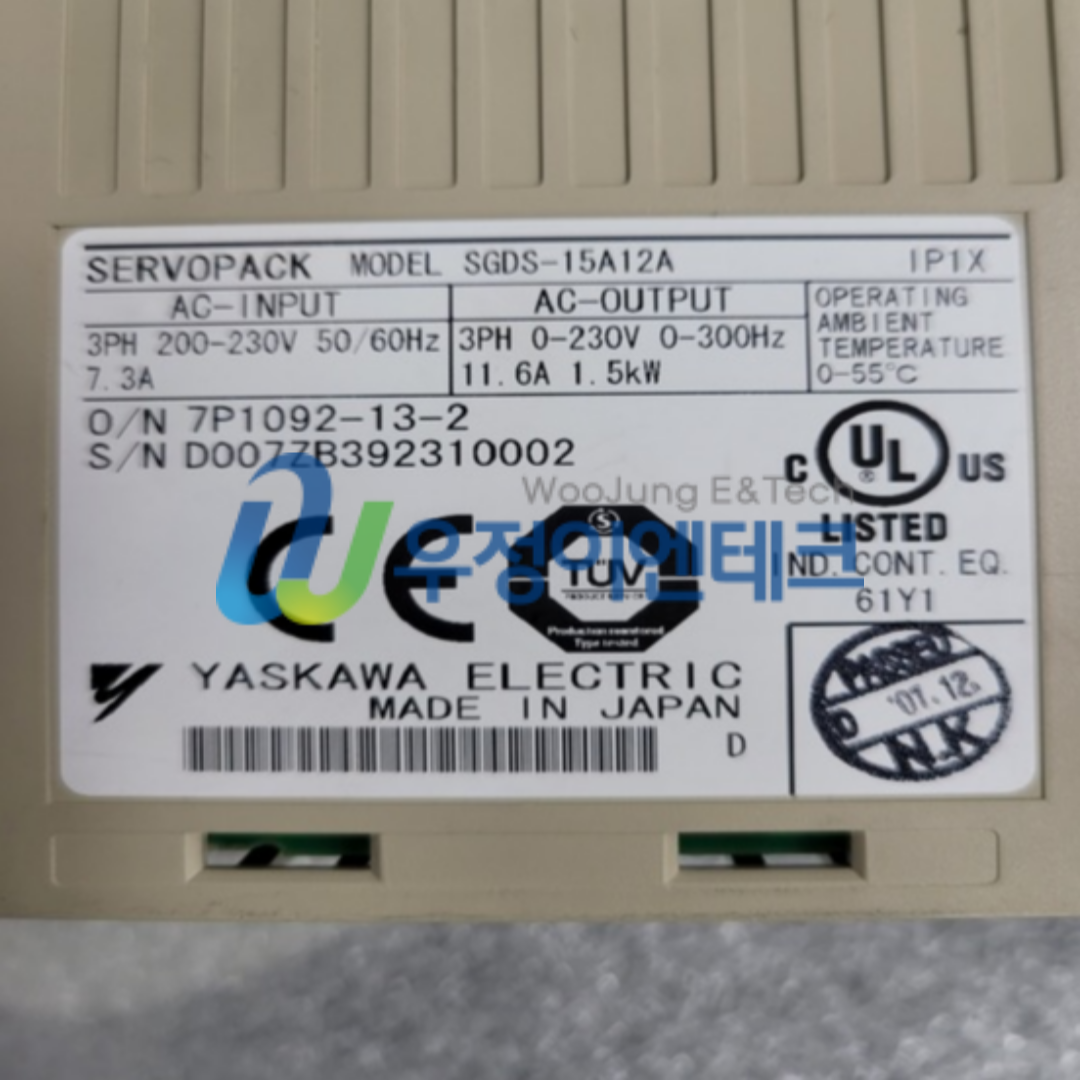 SERVOPACK MODEL SGDS-15A12A IP1X
AC-INPUT
3PH 200-230V 50/60Hz
7.3A
AC-OUTPUT
3PH 0-230V 0-300Hz
11.6A 1.5kW
OPERATING
AMBIENT
TEMPERATURE
0-55°C
O/N 7P1092-13-2
S/N D007ZB392310002
C UL ® US
LISTED
IND. CONT. EQ.
61Y1
WooJung E&Tech
우정이엔테크
CE
TÜV
Production monitored
Type tested
YASKAWA ELECTRIC
MADE IN JAPAN
D
PASSED
'07.12.
D
N.K